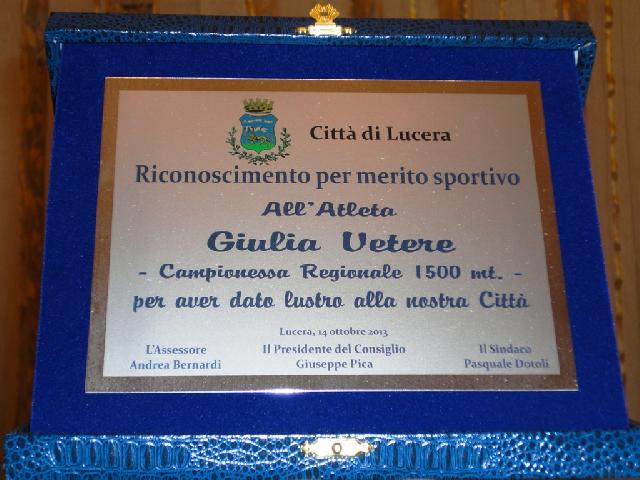 Città di Lucera
Riconoscimento per merito sportivo
All'Atleta
Giulia Vetere
- Campionessa Regionale 1500 mt. -
per aver dato lustro alla nostra Città
Lucera, 14 ottobre 2013
L'Assessore Il Presidente del Consiglio Il Sindaco
Andrea Bernardi Giuseppe Pica Pasquale Dotoli